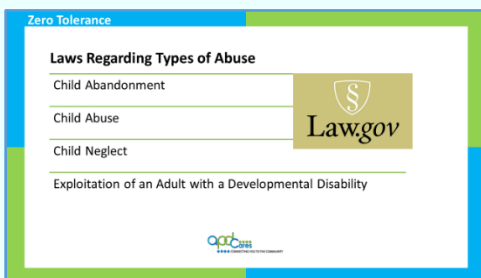 Zero Tolerance
Laws Regarding Types of Abuse
Child Abandonment
§
Law.gov
Child Abuse
Child Neglect
Exploitation of an Adult with a Developmental Disability
apd
Cares